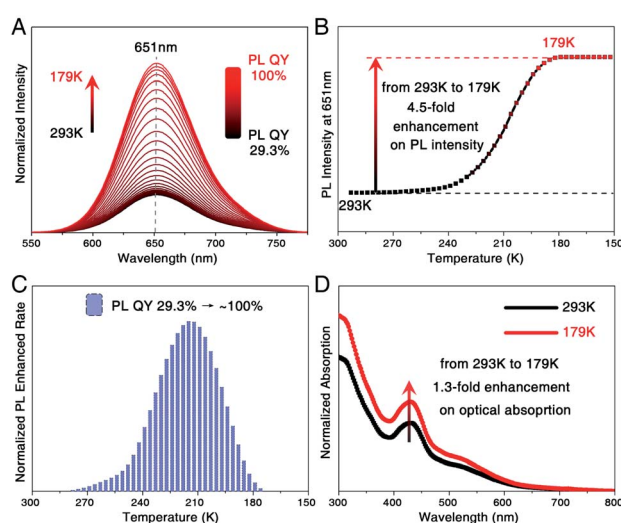 A
651nm
179K
293K
PL QY
100%
PL QY
29.3%
Normalized Intensity
550 600 650 700 750
Wavelength (nm)
B
179K
from 293K to 179K
4.5-fold
enhancement
on PL intensity
293K
PL Intensity at 651nm
300 270 240 210 180 150
Temperature (K)
C
PL QY 29.3% → ~100%
Normalized PL Enhanced Rate
300 270 240 210 180 150
Temperature (K)
D
293K
179K
from 293K to 179K
1.3-fold enhancement
on optical absoprtion
Normalized Absorption
300 400 500 600 700 800
Wavelength (nm)